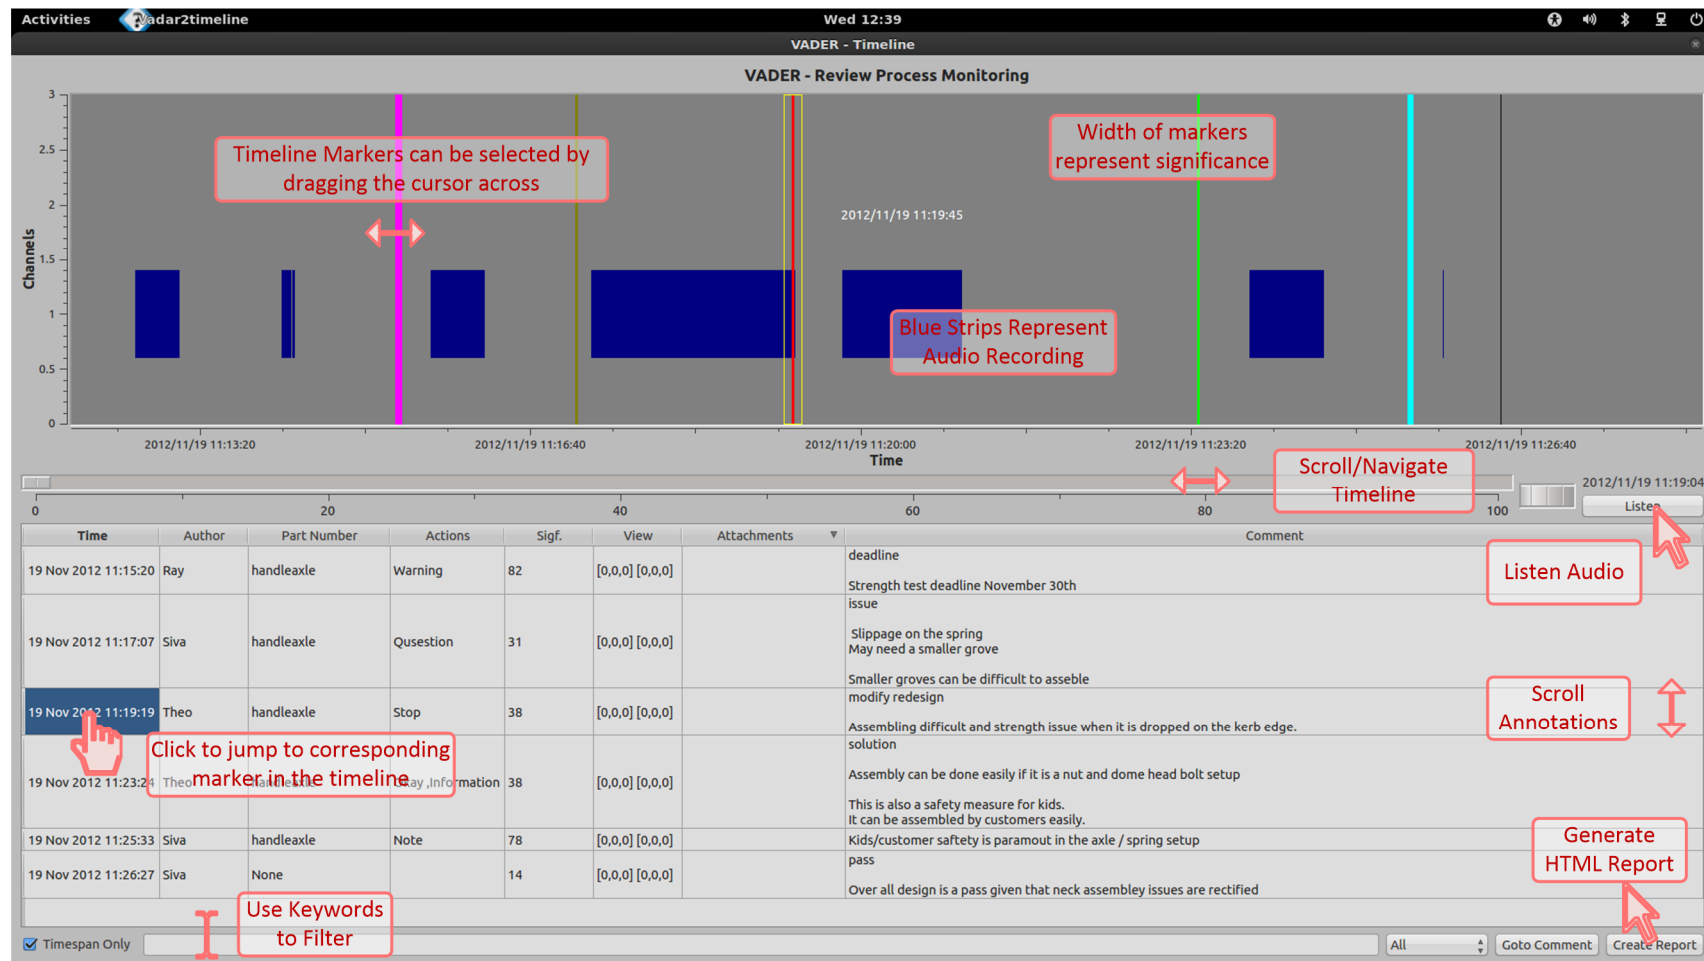 Activities
Vadar2timeline
Wed 12:39
VADER - Timeline
VADER - Review Process Monitoring
3
2.5
2
1.5
1
0.5
0
Channels
Timeline Markers can be selected by
dragging the cursor across
Width of markers
represent significance
2012/11/19 11:19:45
Blue Strips Represent
Audio Recording
2012/11/19 11:13:20
2012/11/19 11:16:40
2012/11/19 11:20:00
2012/11/19 11:23:20
2012/11/19 11:26:40
Time
Scroll/Navigate
Timeline
2012/11/19 11:19:04
Listen
0
20
40
60
80
100
Listen Audio
Time Author Part Number Actions Sigf. View Attachments Comment
19 Nov 2012 11:15:20 Ray handleaxle Warning 82 [0,0,0] [0,0,0]
deadline
Strength test deadline November 30th
19 Nov 2012 11:17:07 Siva handleaxle Qusestion 31 [0,0,0] [0,0,0]
issue
Slippage on the spring
May need a smaller grove
Smaller groves can be difficult to asseble
19 Nov 2012 11:19:19 Theo handleaxle Stop 38 [0,0,0] [0,0,0]
modify redesign
Assembling difficult and strength issue when it is dropped on the kerb edge.
Scroll
Annotations
Click to jump to corresponding
marker in the timeline
19 Nov 2012 11:23:24 Theo handleaxle Okay ,Information 38 [0,0,0] [0,0,0]
solution
Assembly can be done easily if it is a nut and dome head bolt setup
This is also a safety measure for kids.
It can be assembled by customers easily.
19 Nov 2012 11:25:33 Siva handleaxle Note 78 [0,0,0] [0,0,0]
Kids/customer saftety is paramout in the axle / spring setup
19 Nov 2012 11:26:27 Siva None 14 [0,0,0] [0,0,0]
pass
Over all design is a pass given that neck assembley issues are rectified
Generate
HTML Report
Use Keywords
to Filter
Timespan Only
All
Goto Comment
Create Report